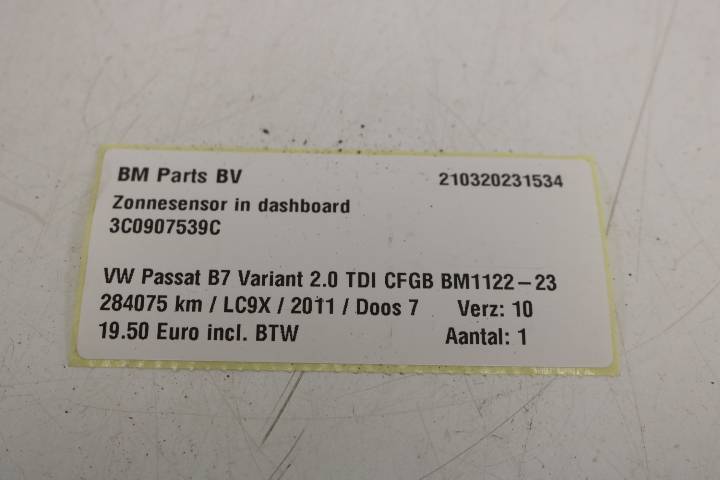 BM Parts BV 210320231534
Zonnesensor in dashboard
3C0907539C
VW Passat B7 Variant 2.0 TDI CFGB BM1122-23
284075 km / LC9X / 2011 / Doos 7 Verz: 10
19.50 Euro incl. BTW Aantal: 1